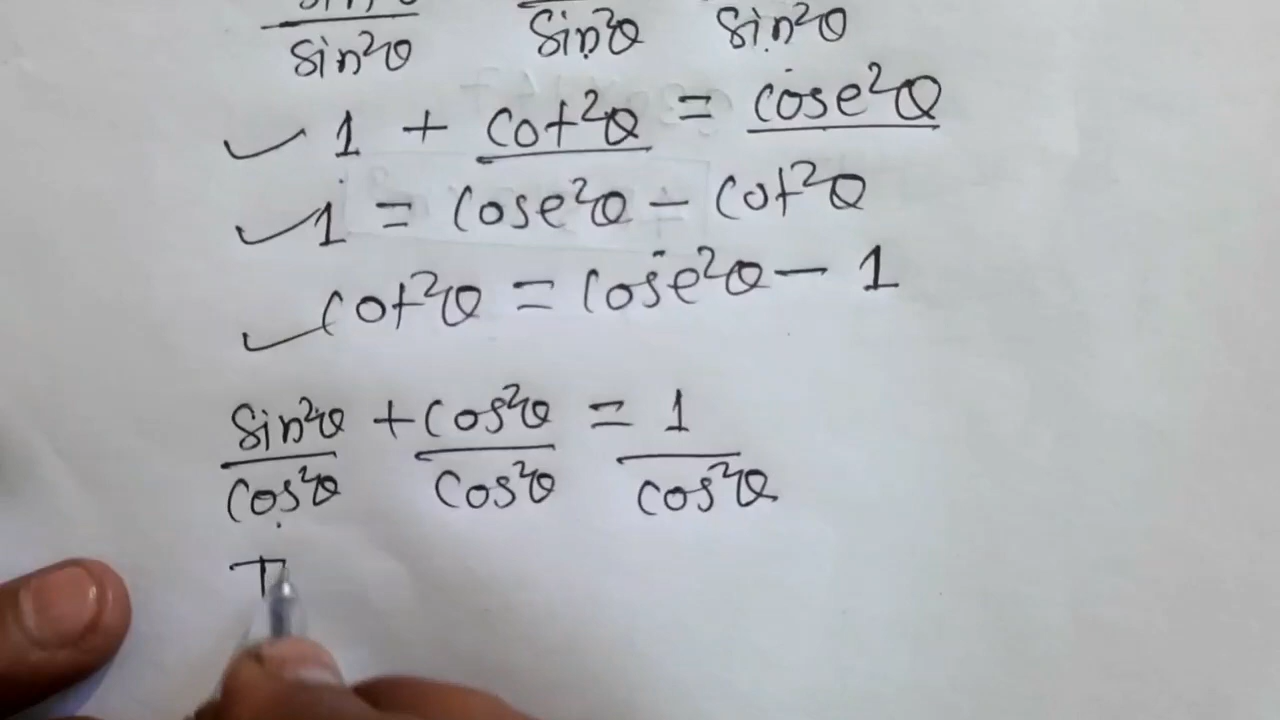 sin²θ sin²θ sin²θ
1 + cot²θ = cose²θ
1 = cose²θ - cot²θ
cot²θ = cose²θ - 1
sin²θ + cos²θ = 1
cos²θ cos²θ cos²θ
T